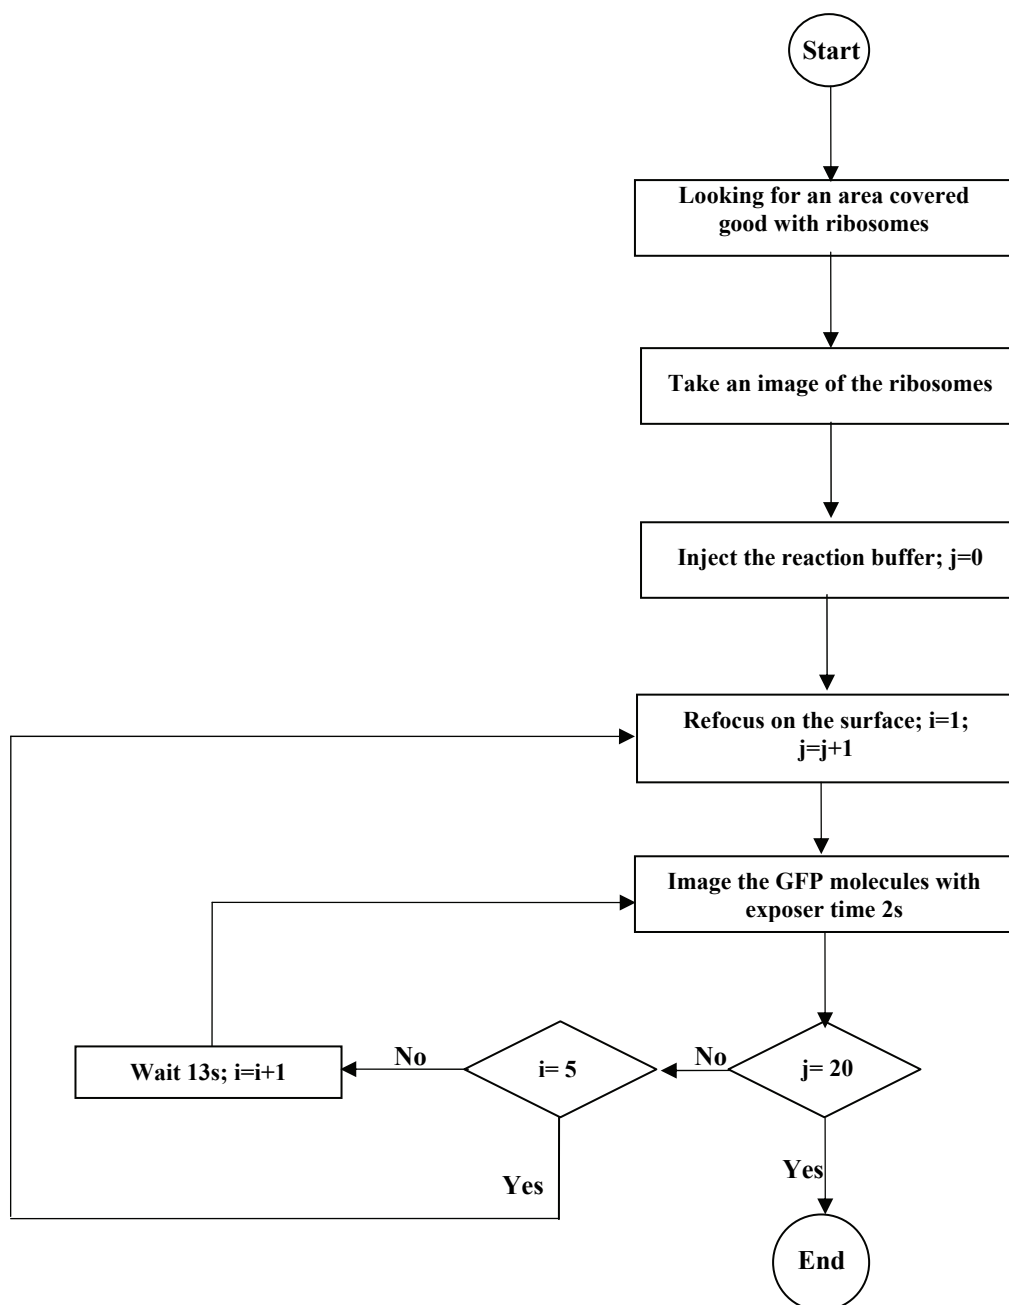 Start
Looking for an area covered
good with ribosomes
Take an image of the ribosomes
Inject the reaction buffer; j=0
Refocus on the surface; i=1;
j=j+1
Image the GFP molecules with
exposer time 2s
No
No
Wait 13s; i=i+1
i= 5
j= 20
Yes
Yes
End